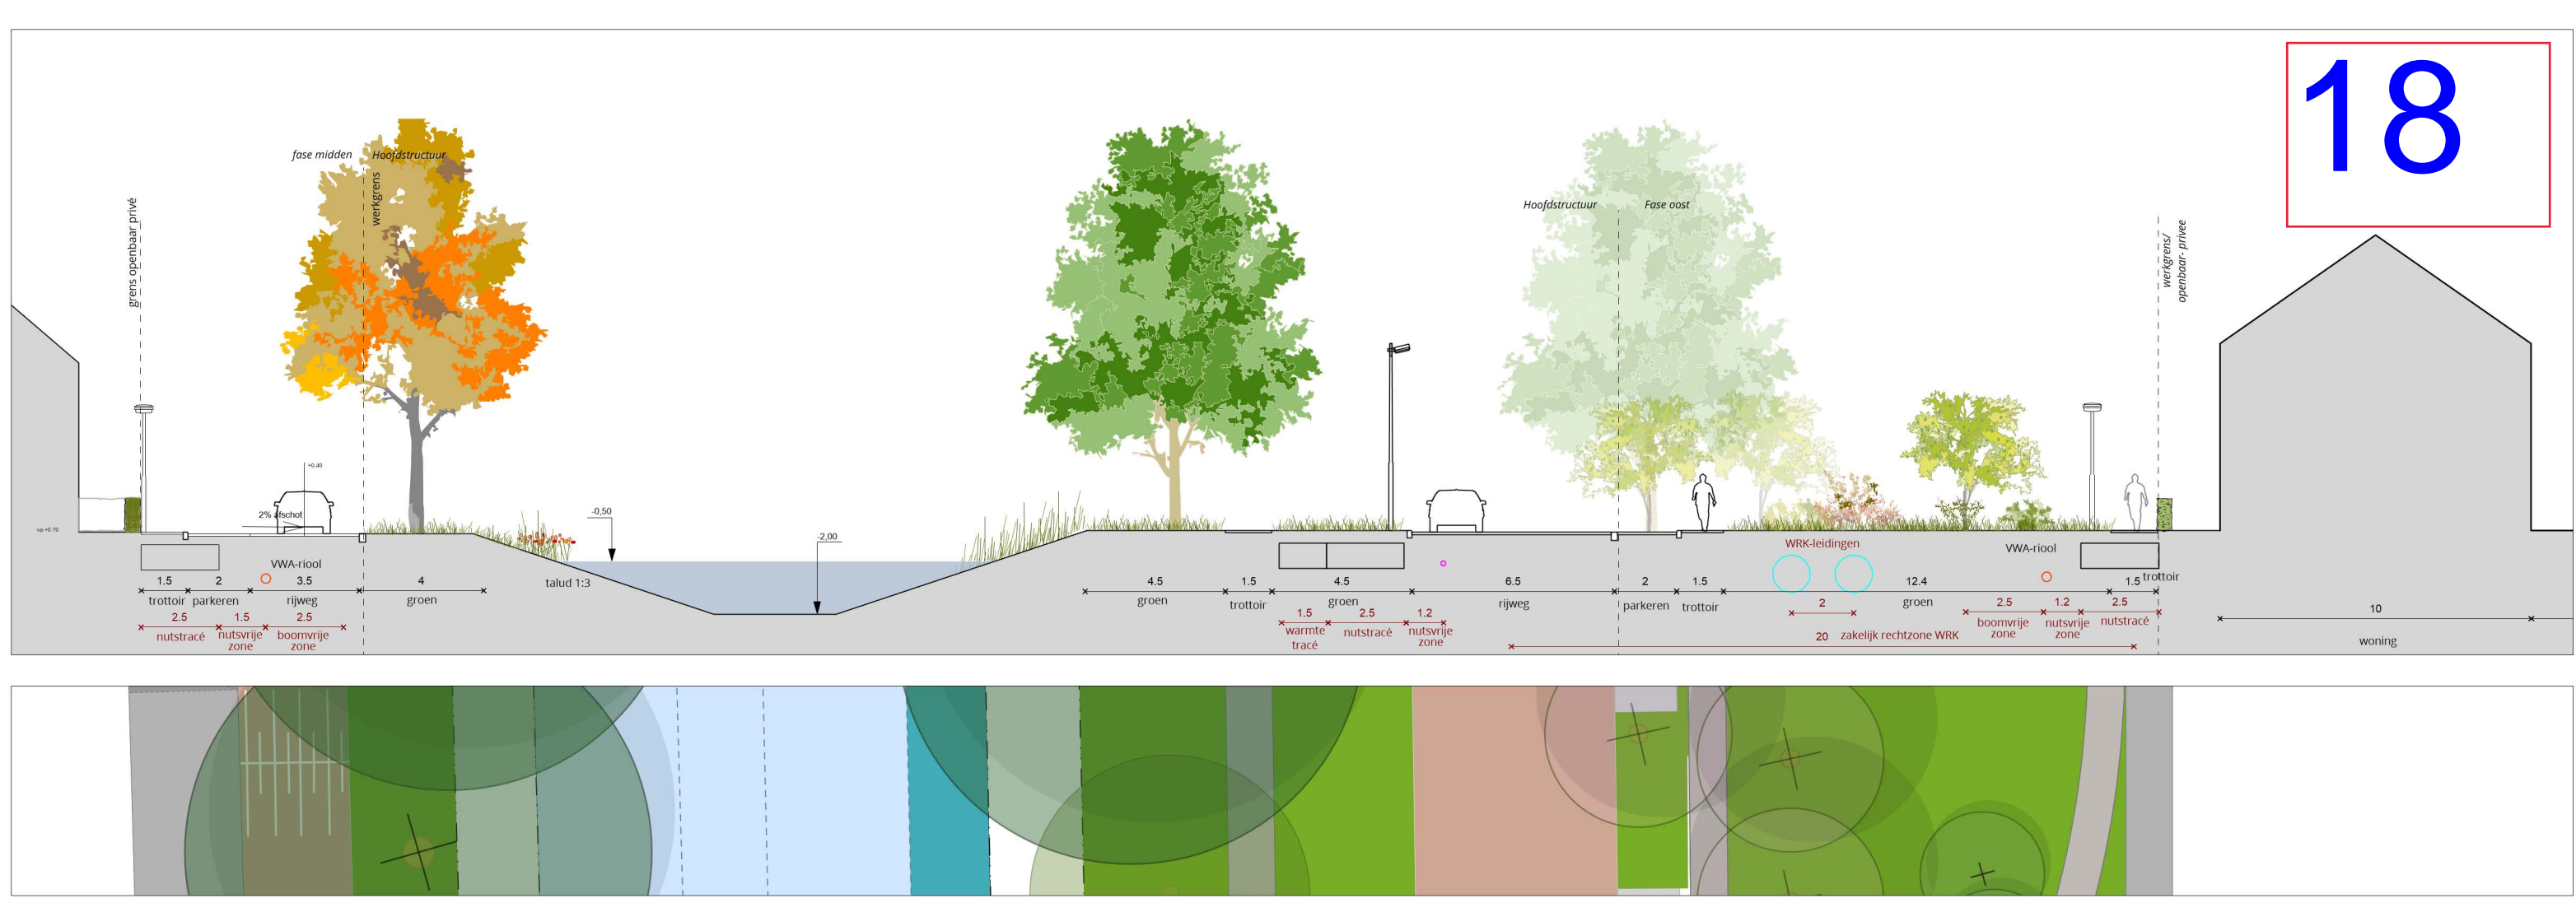 18
fase midden
Hoofdstructuur
werkgrens
grens openbaar privé
Hoofdstructuur
Fase oost
werkgrens/
openbaar- privee
+0.40
2% afschot
vp +0.70
-0,50
-2,00
talud 1:3
VWA-riool
WRK-leidingen
VWA-riool
1.5
2
3.5
4
trottoir
parkeren
rijweg
groen
2.5
1.5
2.5
nutstracé
nutsvrije
zone
boomvrije
zone
4.5
1.5
4.5
6.5
2
1.5
12.4
1.5
trottoir
groen
trottoir
groen
rijweg
parkeren
trottoir
groen
1.5
2.5
1.2
warmte
tracé
nutstracé
nutsvrije
zone
2
2.5
1.2
2.5
boomvrije
zone
nutsvrije
zone
nutstracé
20 zakelijk rechtzone WRK
10
woning